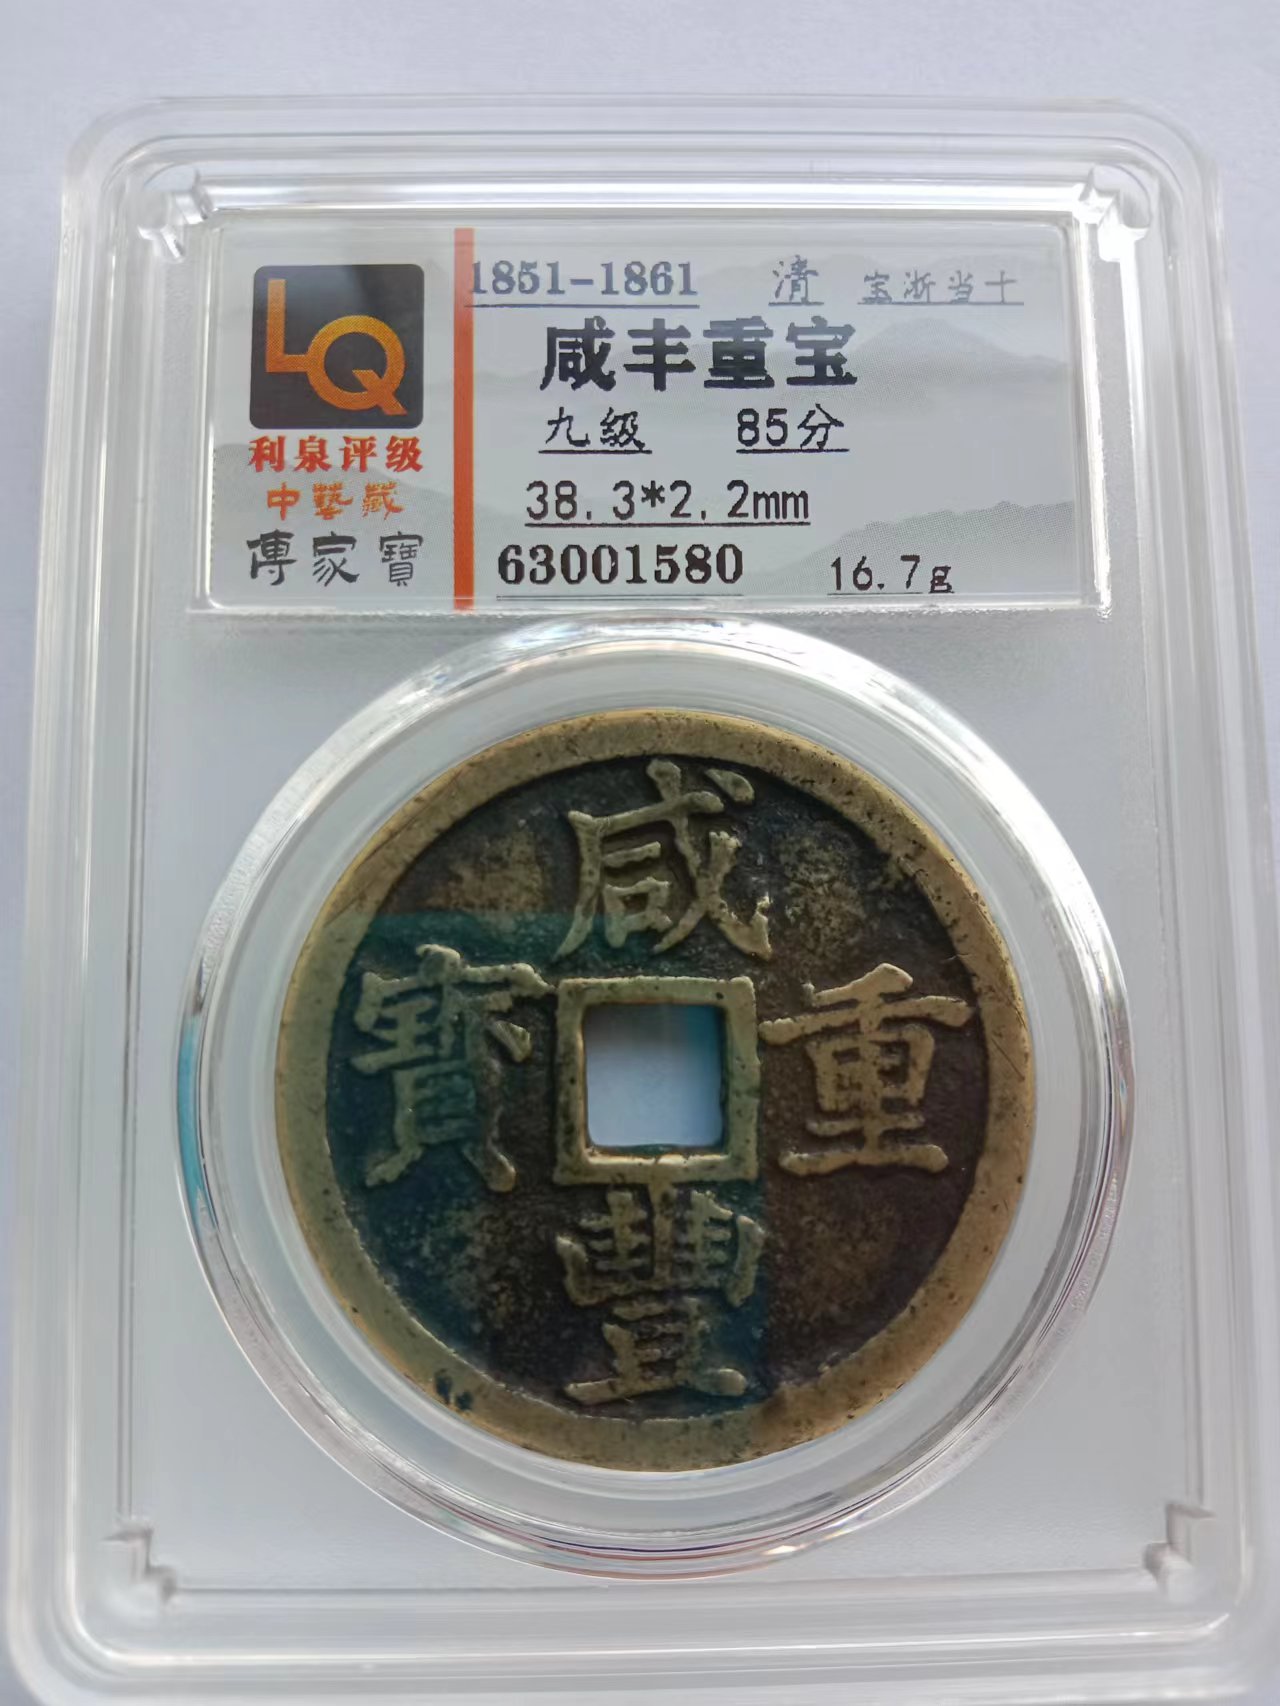 LQ
利泉评级
中藝藏
傳家寶
1851-1861 清 宝浙当十
咸丰重宝
九级 85分
38.3*2.2mm
63001580 16.7g
咸
寶 重
豐